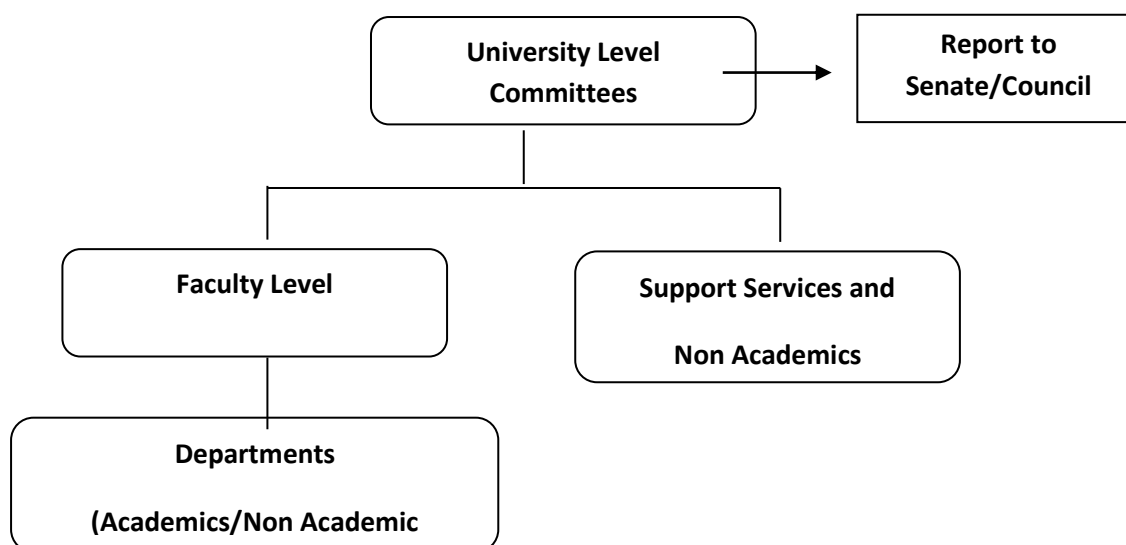 University Level
Committees
Report to
Senate/Council
Faculty Level
Support Services and
Non Academics
Departments
(Academics/Non Academic